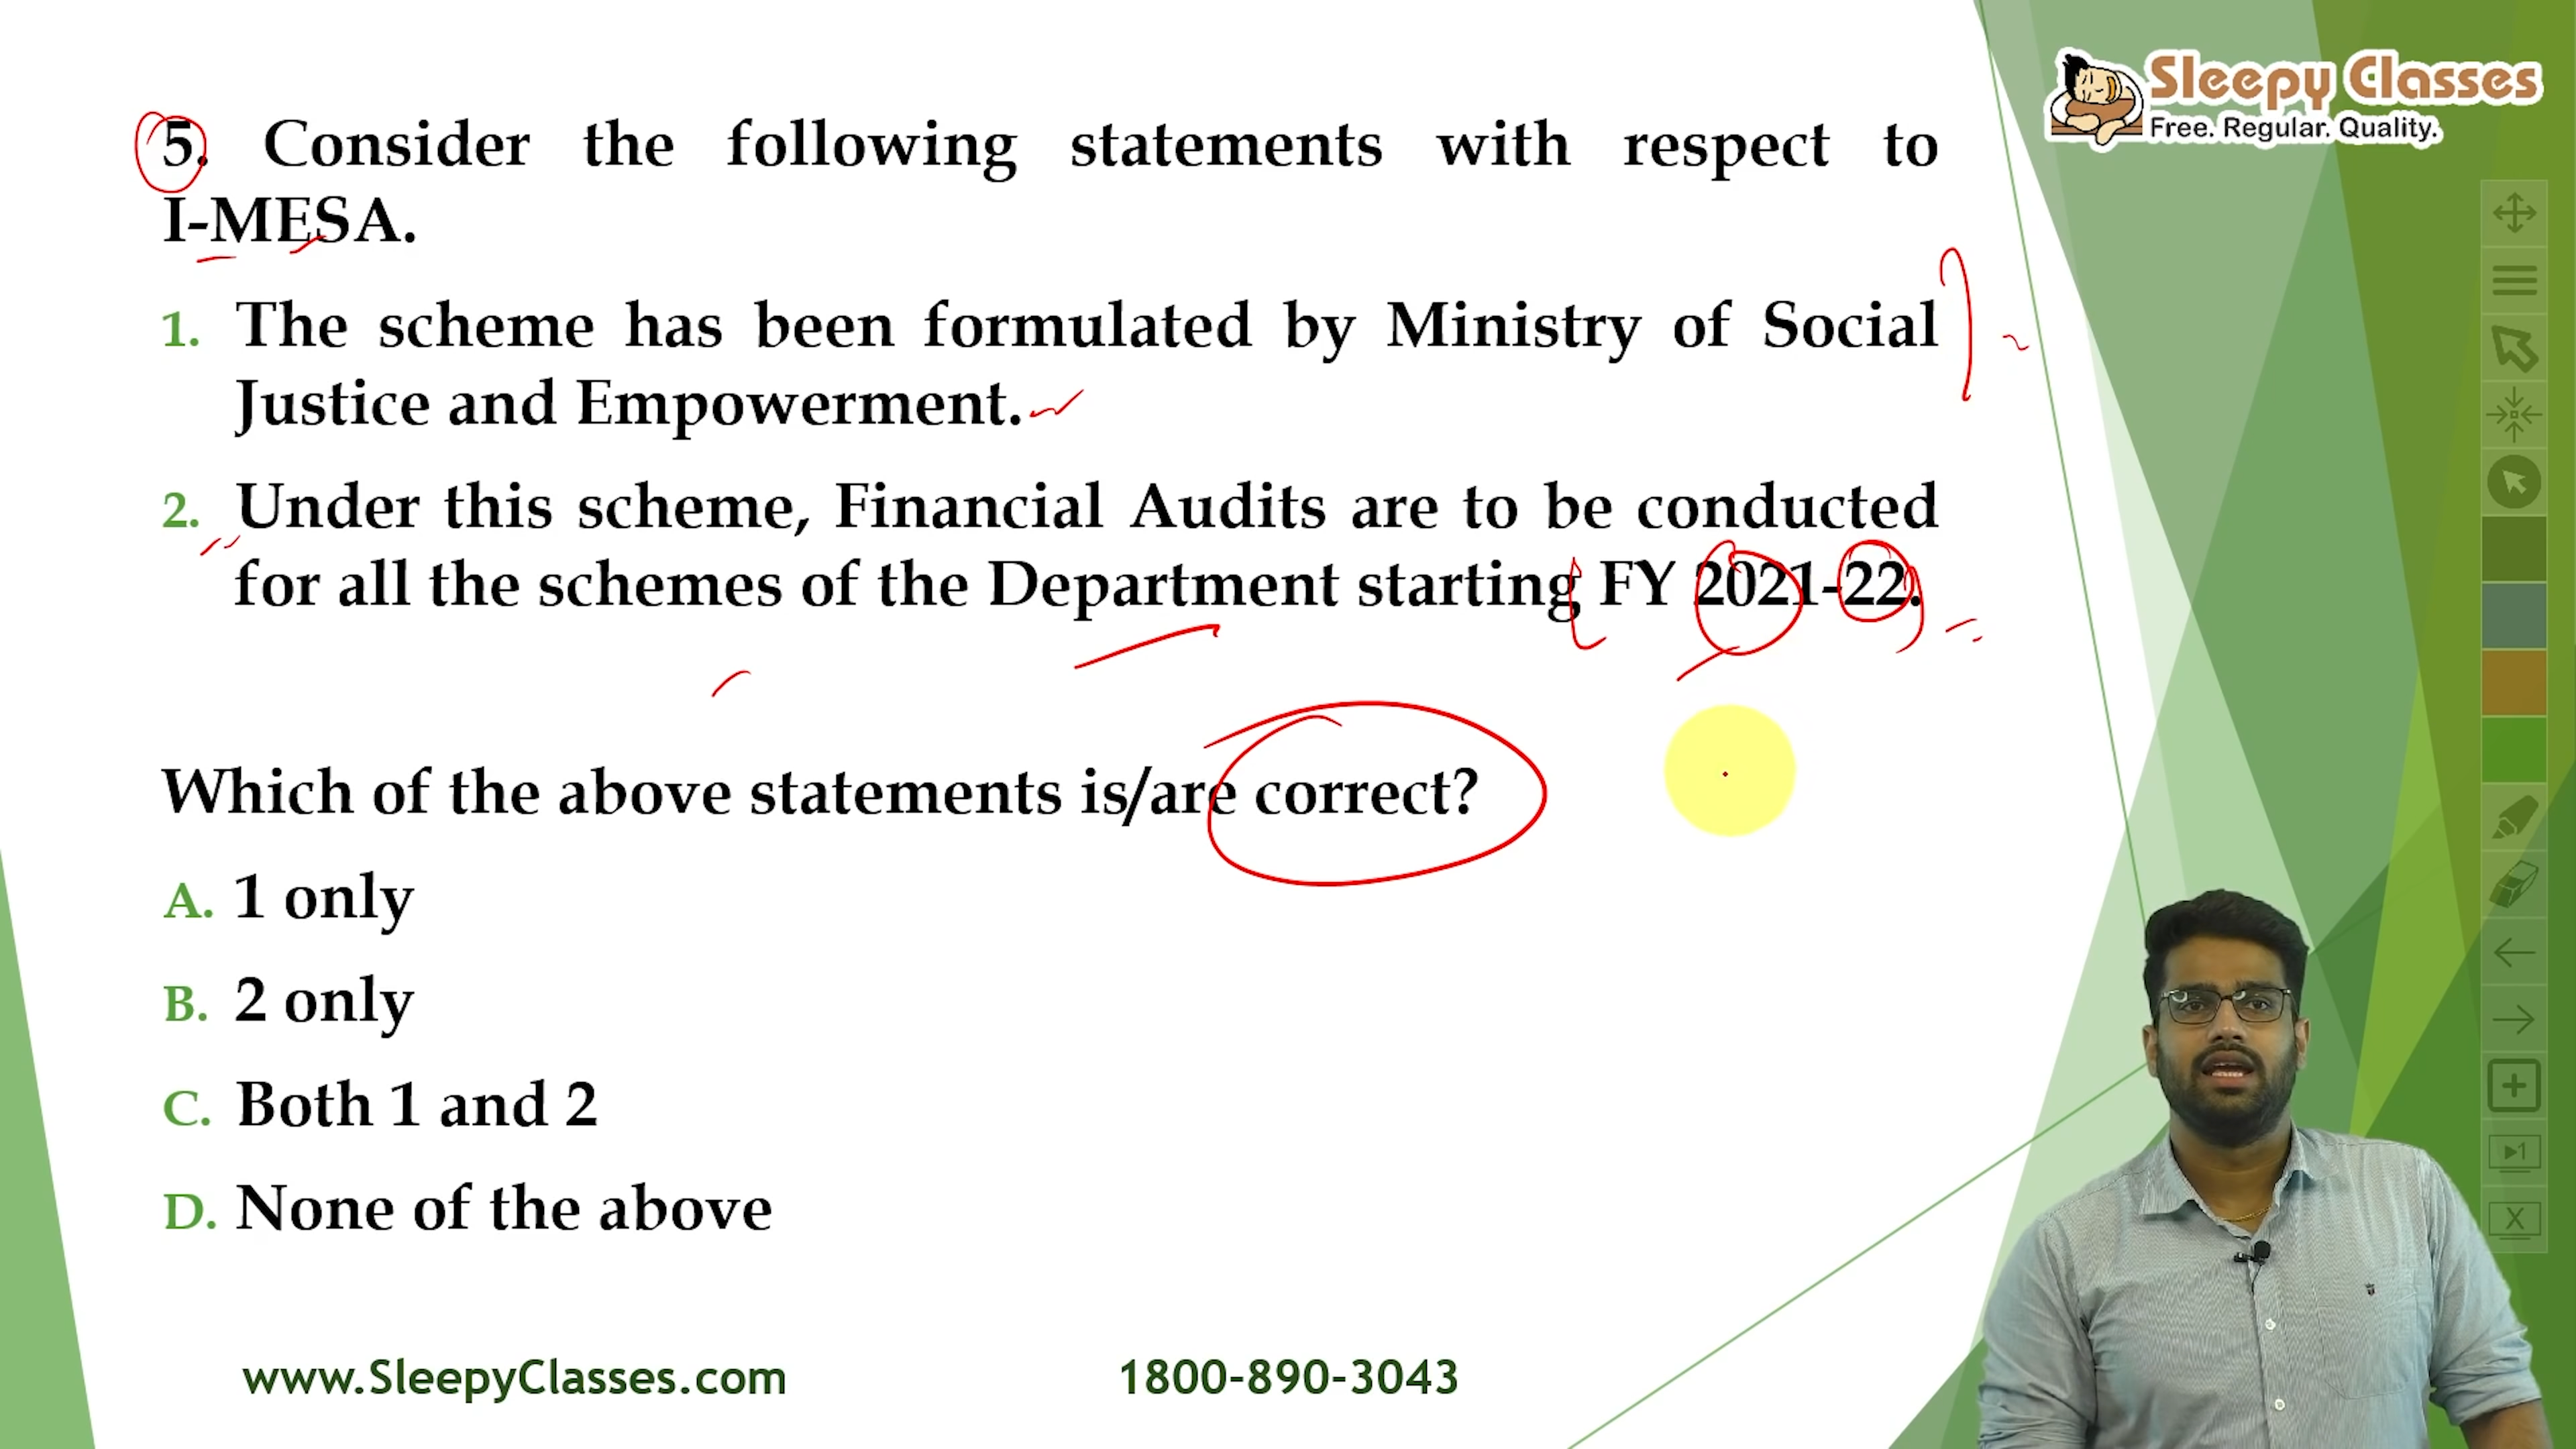 Sleepy Classes
Free. Regular. Quality.
5. Consider the following statements with respect to
I-MESA.
1. The scheme has been formulated by Ministry of Social
Justice and Empowerment.
2. Under this scheme, Financial Audits are to be conducted
for all the schemes of the Department starting FY 2021-22.
Which of the above statements is/are correct?
A. 1 only
B. 2 only
C. Both 1 and 2
D. None of the above
www.SleepyClasses.com 1800-890-3043